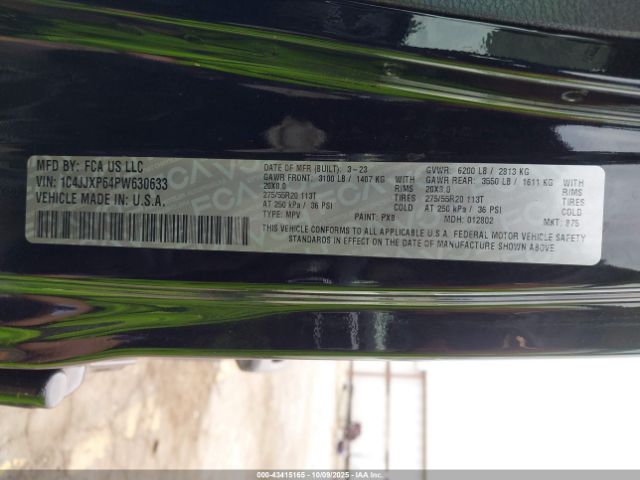 MFD BY: FCA US LLC
VIN: 1C4JJXP64PW630633
VEHICLE MADE IN: U.S.A.
DATE OF MFR (BUILT): 3-23 GVWR: 6200 LB / 2813 KG
GAWR FRONT: 3100 LB / 1407 KG WITH GAWR REAR: 3550 LB / 1611 KG WITH
20X8.0 RIMS 20X8.0 RIMS
275/55R20 113T TIRES 275/55R20 113T TIRES
AT 250 kPa / 36 PSI COLD AT 250 kPa / 36 PSI COLD
TYPE: MPV PAINT: PX8 MDH: 012802 MKT: 875
THIS VEHICLE CONFORMS TO ALL APPLICABLE U.S.A. FEDERAL MOTOR VEHICLE SAFETY
STANDARDS IN EFFECT ON THE DATE OF MANUFACTURE SHOWN ABOVE.
Stock - 43415165 - 10/09/2025 - IAAI.com